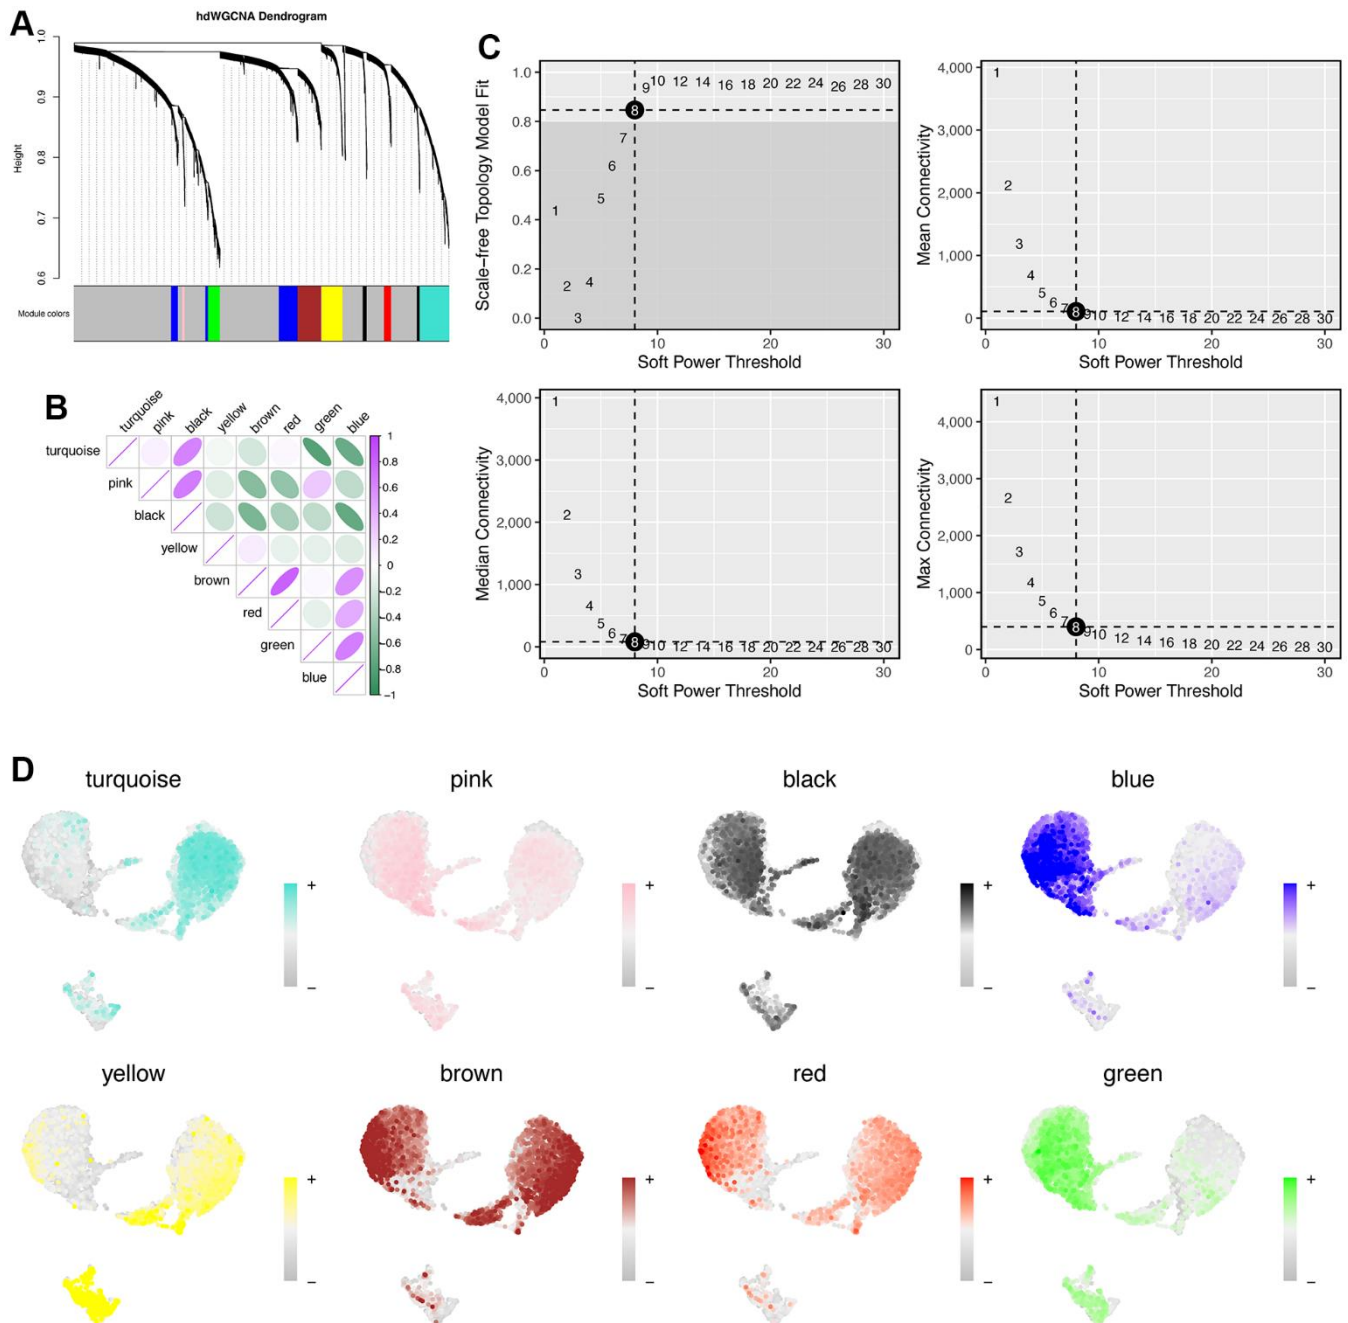 A
hdWGCNA Dendrogram
Height
1.0
0.9
0.8
0.7
0.6
Module colors
B
turquoise pink black yellow brown red green blue
turquoise
pink
black
yellow
brown
red
green
blue
1
0.8
0.6
0.4
0.2
0
-0.2
-0.4
-0.6
-0.8
-1
C
Scale-free Topology Model Fit
1.0
0.8
0.6
0.4
0.2
0.0
1 2 3 4 5 6 7 8 9 10 12 14 16 18 20 22 24 26 28 30
0 10 20 30
Soft Power Threshold
Mean Connectivity
4,000
3,000
2,000
1,000
0
1 2 3 4 5 6 7 8 9 10 12 14 16 18 20 22 24 26 28 30
0 10 20 30
Soft Power Threshold
Median Connectivity
4,000
3,000
2,000
1,000
0
1 2 3 4 5 6 7 8 9 10 12 14 16 18 20 22 24 26 28 30
0 10 20 30
Soft Power Threshold
Max Connectivity
4,000
3,000
2,000
1,000
0
1 2 3 4 5 6 7 8 9 10 12 14 16 18 20 22 24 26 28 30
0 10 20 30
Soft Power Threshold
D
turquoise pink black blue
+ + + +
− − − −
yellow brown red green
+ + + +
− − − −